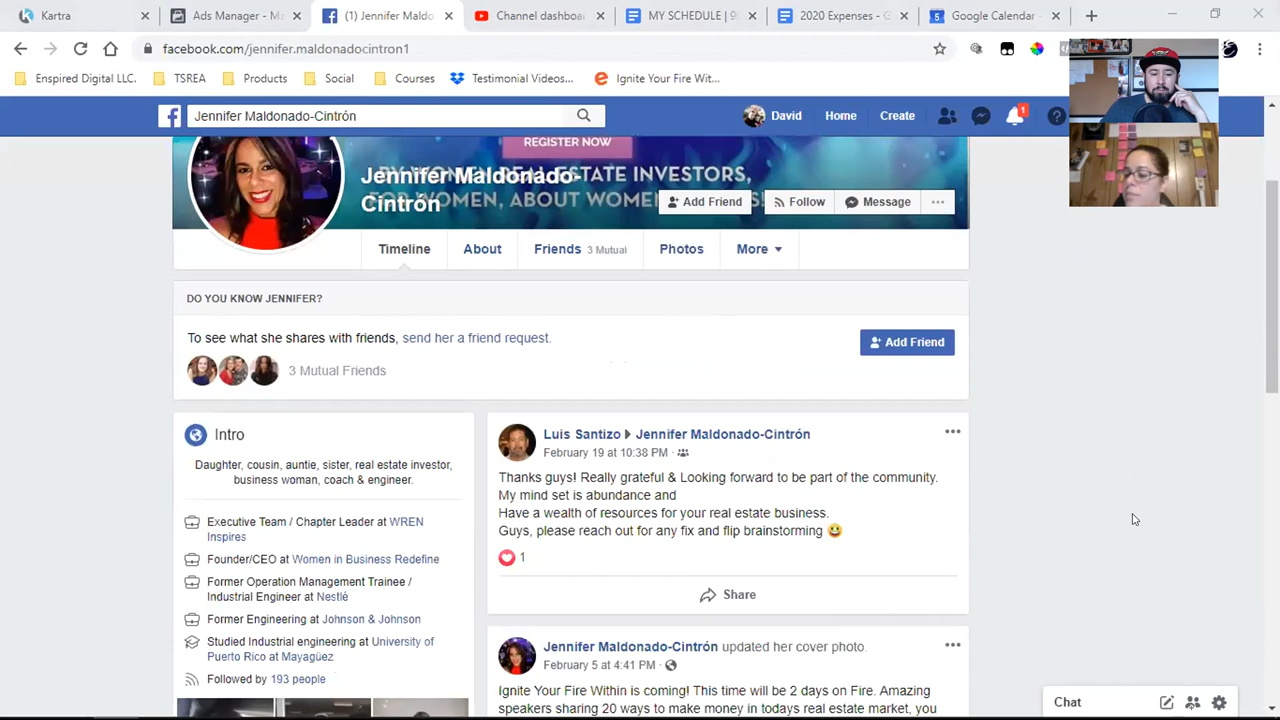 Kartra
Ads Manager - Ma
(1) Jennifer Maldo
Channel dashboa
MY SCHEDULE | 9
2020 Expenses - G
Google Calendar -
facebook.com/jennifer.maldonadocintron1
Enspired Digital LLC.
TSREA
Products
Social
Courses
Testimonial Videos...
Ignite Your Fire Wit...
Jennifer Maldonado-Cintrón
David
Home
Create
1
REGISTER NOW
BY WOMEN REAL ESTATE INVESTORS,
FOR WOMEN, ABOUT WOMEN
Jennifer Maldonado-
Cintrón
Add Friend
Follow
Message
Timeline
About
Friends 3 Mutual
Photos
More
DO YOU KNOW JENNIFER?
To see what she shares with friends, send her a friend request.
Add Friend
3 Mutual Friends
Intro
Daughter, cousin, auntie, sister, real estate investor,
business woman, coach & engineer.
Executive Team / Chapter Leader at WREN
Inspires
Founder/CEO at Women in Business Redefine
Former Operation Management Trainee /
Industrial Engineer at Nestlé
Former Engineering at Johnson & Johnson
Studied Industrial engineering at University of
Puerto Rico at Mayagüez
Followed by 193 people
Luis Santizo Jennifer Maldonado-Cintrón
February 19 at 10:38 PM ·
Thanks guys! Really grateful & Looking forward to be part of the community.
My mind set is abundance and
Have a wealth of resources for your real estate business.
Guys, please reach out for any fix and flip brainstorming
1
Share
Jennifer Maldonado-Cintrón updated her cover photo.
February 5 at 4:41 PM ·
Ignite Your Fire Within is coming! This time will be 2 days on Fire. Amazing
speakers sharing 20 ways to make money in todays real estate market, you
Chat